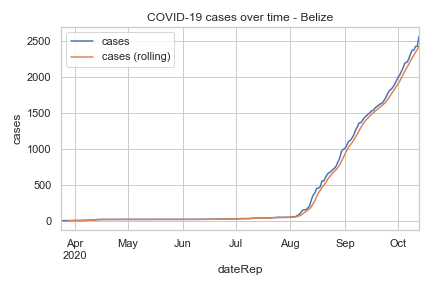 COVID-19 cases over time - Belize
cases
cases (rolling)
2500
2000
1500
1000
500
0
cases
Apr
2020
May
Jun
Jul
Aug
Sep
Oct
dateRep